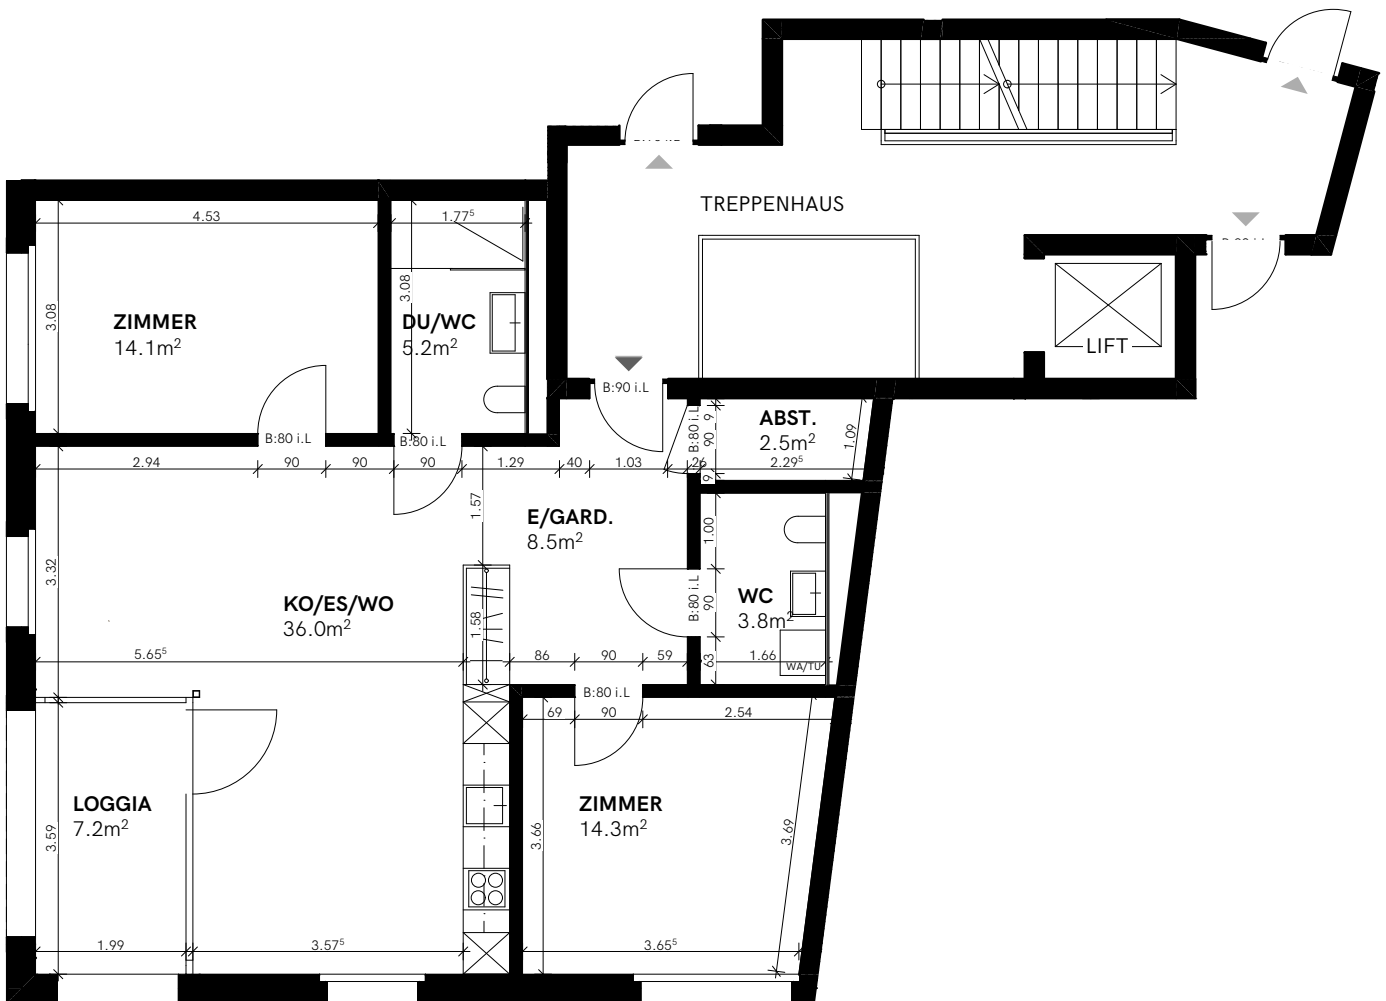 TREPPENHAUS
4.53
1.77⁵
3.08
3.08
ZIMMER
14.1m²
DU/WC
5.2m²
LIFT
B:90 i.L
B:80 i.L
B:80 i.L
B:80 i.L
9
90
9
ABST.
2.5m²
1.09
2.94
90
90
90
1.29
40
1.03
26
2.29⁵
1.57
E/GARD.
8.5m²
1.00
3.32
KO/ES/WO
36.0m²
1.58
B:80 i.L
90
WC
3.8m²
5.65⁵
86
90
59
63
1.66
WA/TU
B:80 i.L
69
90
2.54
LOGGIA
7.2m²
3.59
ZIMMER
14.3m²
3.66
3.69
1.99
3.57⁵
3.65⁵